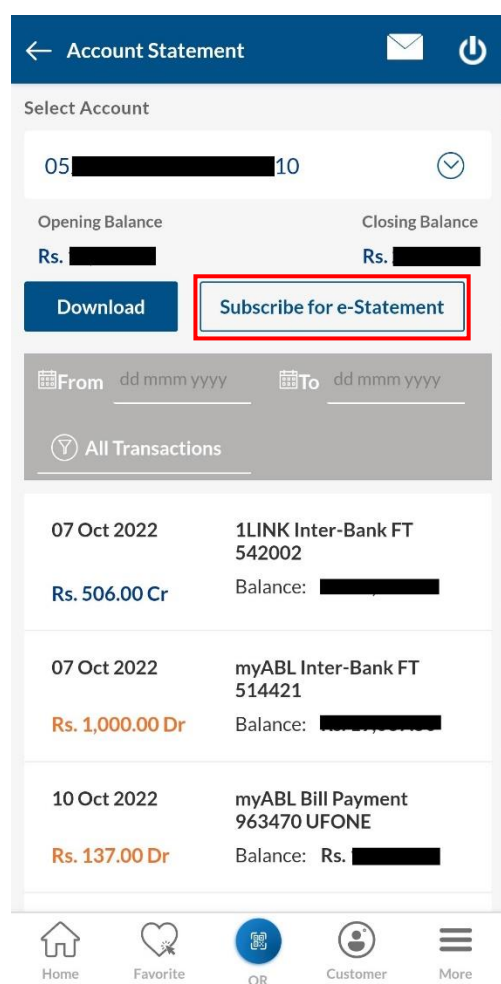 Account Statement
Select Account
05 10
Opening Balance Closing Balance
Rs. Rs.
Download Subscribe for e-Statement
From dd mmm yyyy To dd mmm yyyy
All Transactions
07 Oct 2022 1LINK Inter-Bank FT
542002
Rs. 506.00 Cr Balance:
07 Oct 2022 myABL Inter-Bank FT
514421
Rs. 1,000.00 Dr Balance:
10 Oct 2022 myABL Bill Payment
963470 UFONE
Rs. 137.00 Dr Balance: Rs.
Home Favorite QR Customer More